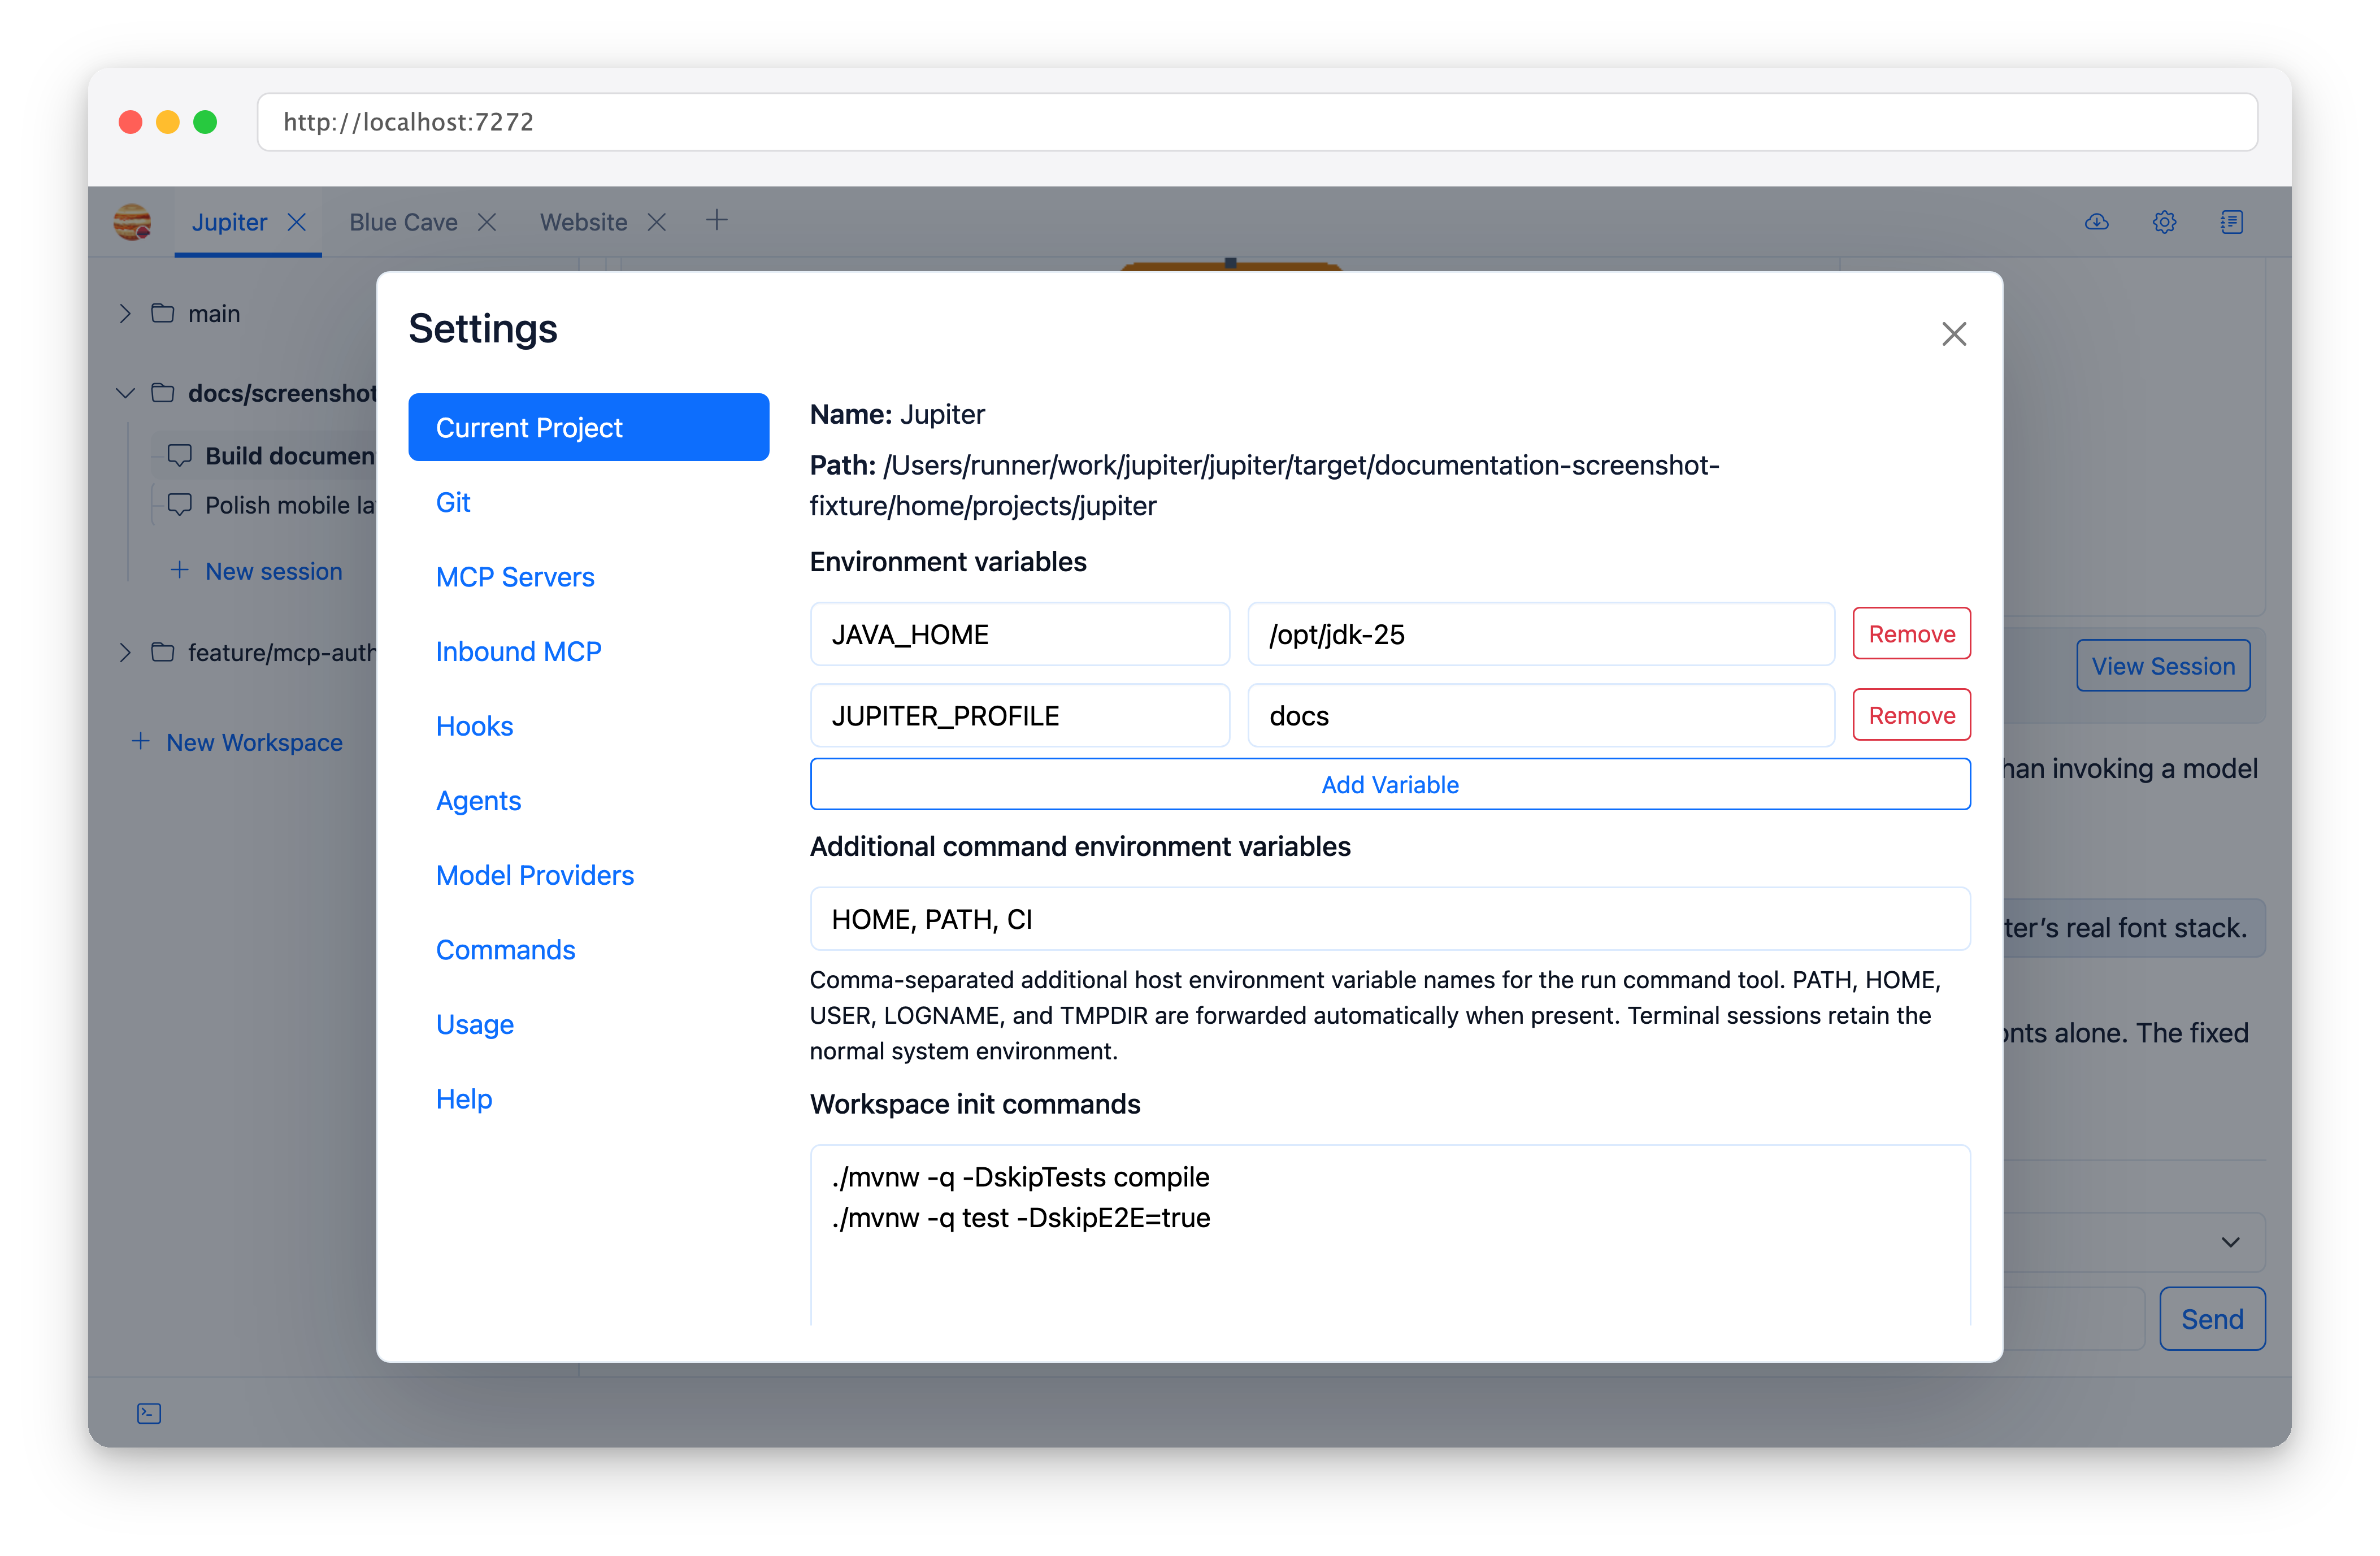 http://localhost:7272
Jupiter
Blue Cave
Website
main
docs/screenshot
Build document
Polish mobile la
New session
feature/mcp-auth
New Workspace
Settings
Current Project
Git
MCP Servers
Inbound MCP
Hooks
Agents
Model Providers
Commands
Usage
Help
Name: Jupiter
Path: /Users/runner/work/jupiter/jupiter/target/documentation-screenshot-
fixture/home/projects/jupiter
Environment variables
JAVA_HOME
/opt/jdk-25
Remove
JUPITER_PROFILE
docs
Remove
Add Variable
Additional command environment variables
HOME, PATH, CI
Comma-separated additional host environment variable names for the run command tool. PATH, HOME,
USER, LOGNAME, and TMPDIR are forwarded automatically when present. Terminal sessions retain the
normal system environment.
Workspace init commands
./mvnw -q -DskipTests compile
./mvnw -q test -DskipE2E=true
View Session
han invoking a model
ter’s real font stack.
nts alone. The fixed
Send